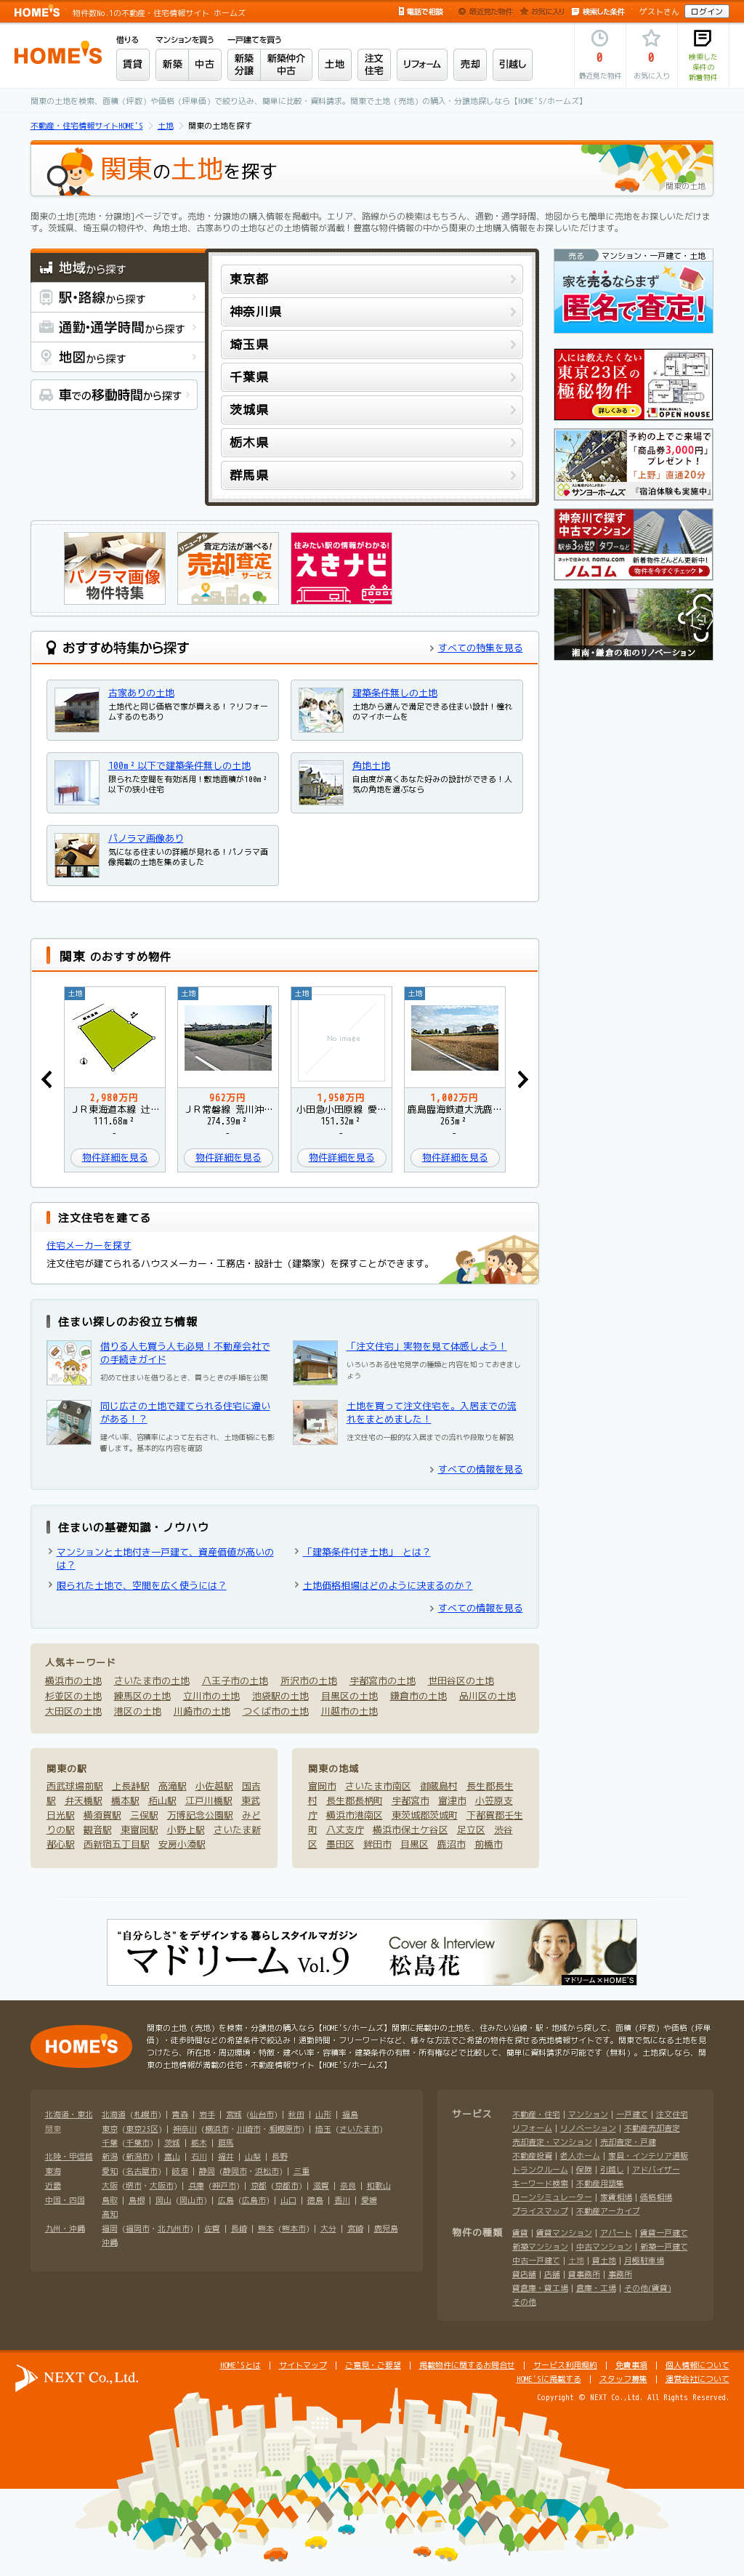 HOME'S 物件数No.1の不動産・住宅情報サイト ホームズ
電話で相談 最近見た物件 お気に入り 検索した条件 ゲストさん ログイン
HOME'S
借りる マンションを買う 一戸建てを買う
賃貸 新築 中古 新築分譲 新築仲介中古 土地 注文住宅 リフォーム 売却 引越し
0 最近見た物件
0 お気に入り
検索した条件の新着物件
関東の土地を検索、面積(坪数)や価格(坪単価)で絞り込み、簡単に比較・資料請求。関東で土地(売地)の購入・分譲地探しなら【HOME'S/ホームズ】
不動産・住宅情報サイトHOME'S 土地 関東の土地を探す
関東の土地を探す
関東の土地
関東の土地[売地・分譲地]ページです。売地・分譲地の購入情報を掲載中。エリア、路線からの検索はもちろん、通勤・通学時間、地図からも簡単に売地をお探しいただけます。茨城県、埼玉県の物件や、角地土地、古家ありの土地などの土地情報が満載!豊富な物件情報の中から関東の土地購入情報をお探しいただけます。
地域から探す
駅・路線から探す
通勤・通学時間から探す
地図から探す
車での移動時間から探す
東京都
神奈川県
埼玉県
千葉県
茨城県
栃木県
群馬県
売る マンション・一戸建て・土地
家を売るならまず
匿名で査定!
人には教えたくない
東京23区の
極秘物件
詳しくみる
OPEN HOUSE
予約の上でご来場で
「商品券3,000円」
プレゼント!
「上野」直通20分
サンヨーホームズ
『宿泊体験も実施中』
神奈川で探す
中古マンション
駅歩3分など タワーなど
ネットで住みかえ nomu.com
新着物件どんどん更新中!
ノムコム
物件を今すぐチェック
湘南・鎌倉の和のリノベーション
パノラマ画像
物件特集
リニューアル
査定方法が選べる!
売却査定
サービス
住みたい駅の情報がわかる!
えきナビ
おすすめ特集から探す
すべての特集を見る
古家ありの土地
土地代と同じ価格で家が買える!?リフォームするのもあり
建築条件無しの土地
土地から選んで満足できる住まい設計!憧れのマイホームを
100m²以下で建築条件無しの土地
限られた空間を有効活用!敷地面積が100m²以下の狭小住宅
角地土地
自由度が高くあなた好みの設計ができる!人気の角地を選ぶなら
パノラマ画像あり
気になる住まいの詳細が見れる!パノラマ画像掲載の土地を集めました
関東 のおすすめ物件
土地 土地 土地 土地
No image
2,980万円
JR東海道本線 辻…
111.68m²
-
物件詳細を見る
962万円
JR常磐線 荒川沖…
274.39m²
-
物件詳細を見る
1,950万円
小田急小田原線 愛…
151.32m²
-
物件詳細を見る
1,002万円
鹿島臨海鉄道大洗鹿…
263m²
-
物件詳細を見る
注文住宅を建てる
住宅メーカーを探す
注文住宅が建てられるハウスメーカー・工務店・設計士(建築家)を探すことができます。
住まい探しのお役立ち情報
借りる人も買う人も必見!不動産会社での手続きガイド
初めて住まいを借りるとき、買うときの手順を公開
「注文住宅」実物を見て体感しよう!
いろいろある住宅見学の種類と内容を知っておきましょう
同じ広さの土地で建てられる住宅に違いがある!?
建ぺい率、容積率によって左右され、土地価格にも影響します。基本的な内容を確認
土地を買って注文住宅を。入居までの流れをまとめました!
注文住宅の一般的な入居までの流れや段取りを解説
すべての情報を見る
住まいの基礎知識・ノウハウ
マンションと土地付き一戸建て、資産価値が高いのは?
「建築条件付き土地」 とは?
限られた土地で、空間を広く使うには?
土地価格相場はどのように決まるのか?
すべての情報を見る
人気キーワード
横浜市の土地 さいたま市の土地 八王子市の土地 所沢市の土地 宇都宮市の土地 世田谷区の土地
杉並区の土地 練馬区の土地 立川市の土地 池袋駅の土地 目黒区の土地 鎌倉市の土地 品川区の土地
大田区の土地 港区の土地 川崎市の土地 つくば市の土地 川越市の土地
関東の駅
西武球場前駅 上長静駅 高滝駅 小佐越駅 国吉駅 弁天橋駅 橋本駅 栢山駅 江戸川橋駅 東武日光駅 横須賀駅 三俣駅 万博記念公園駅 みどりの駅 観音駅 東富岡駅 小野上駅 さいたま新都心駅 西新宿五丁目駅 安房小湊駅
関東の地域
富岡市 さいたま市南区 御蔵島村 長生郡長生村 長生郡長柄町 宇都宮市 富津市 小笠原支庁 横浜市港南区 東茨城郡茨城町 下都賀郡壬生町 八丈支庁 横浜市保土ケ谷区 足立区 渋谷区 墨田区 鉾田市 目黒区 鹿沼市 前橋市
“自分らしさ”をデザインする暮らしスタイルマガジン
マドリーム Vol.9
Cover & Interview
松島花
マドリーム×HOME'S
HOME'S
関東の土地(売地)を検索・分譲地の購入なら【HOME'S/ホームズ】関東に掲載中の土地を、住みたい沿線・駅・地域から探して、面積(坪数)や価格(坪単価)・徒歩時間などの希望条件で絞込み!通勤時間・フリーワードなど、様々な方法でご希望の物件を探せる売地情報サイトです。関東で気になる土地を見つけたら、所在地・周辺環境・特徴・建ぺい率・容積率・建築条件の有無・所有権などで比較して、簡単に資料請求が可能です(無料)。土地探しなら、関東の土地情報が満載の住宅・不動産情報サイト【HOME'S/ホームズ】
北海道・東北 北海道(札幌市) | 青森 | 岩手 | 宮城(仙台市) | 秋田 | 山形 | 福島
関東 東京(東京23区) | 神奈川(横浜市・川崎市・相模原市) | 埼玉(さいたま市) 千葉(千葉市) | 茨城 | 栃木 | 群馬
北陸・甲信越 新潟(新潟市) | 富山 | 石川 | 福井 | 山梨 | 長野
東海 愛知(名古屋市) | 岐阜 | 静岡(静岡市・浜松市) | 三重
近畿 大阪(堺市・大阪市) | 兵庫(神戸市) | 京都(京都市) | 滋賀 | 奈良 | 和歌山
中国・四国 鳥取 | 島根 | 岡山(岡山市) | 広島(広島市) | 山口 | 徳島 | 香川 | 愛媛 高知
九州・沖縄 福岡(福岡市・北九州市) | 佐賀 | 長崎 | 熊本(熊本市) | 大分 | 宮崎 | 鹿児島 沖縄
サービス
不動産・住宅 | マンション | 一戸建て | 注文住宅
リフォーム | リノベーション | 不動産売却査定
売却査定・マンション | 売却査定・戸建
不動産投資 | 老人ホーム | 家具・インテリア通販
トランクルーム | 保険 | 引越し | アドバイザー
キーワード検索 | 不動産用語集
ローンシミュレーター | 家賃相場 | 価格相場
プライスマップ | 不動産アーカイブ
物件の種類
賃貸 | 賃貸マンション | アパート | 賃貸一戸建て
新築マンション | 中古マンション | 新築一戸建て
中古一戸建て | 土地 | 貸土地 | 月極駐車場
貸店舗 | 店舗 | 貸事務所 | 事務所
貸倉庫・貸工場 | 倉庫・工場 | その他(賃貸)
その他
NEXT Co.,Ltd.
HOME'Sとは | サイトマップ | ご意見・ご要望 | 掲載物件に関するお問合せ | サービス利用規約 | 免責事項 | 個人情報について
HOME'Sに掲載する | スタッフ募集 | 運営会社について
Copyright © NEXT Co.,Ltd. All Rights Reserved.